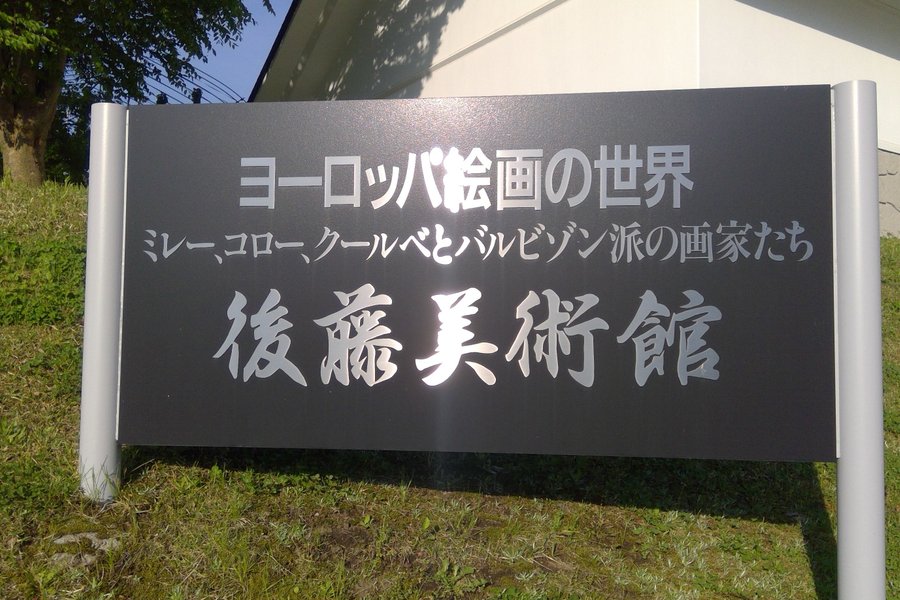 ヨーロッパ絵画の世界
ミレー、コロー、クールベとバルビゾン派の画家たち
後藤美術館